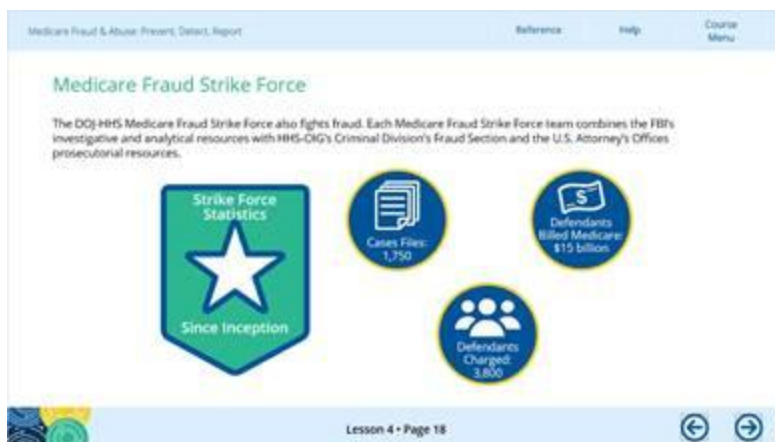 Medicare Fraud & Abuse: Prevent, Detect, Report
Reference
Help
Course
Menu
Medicare Fraud Strike Force
The DOJ-HHS Medicare Fraud Strike Force also fights fraud. Each Medicare Fraud Strike Force team combines the FBI's
investigative and analytical resources with HHS-OIG's Criminal Division's Fraud Section and the U.S. Attorney's Offices
prosecutorial resources.
Strike Force
Statistics
Since Inception
Cases Files:
1,750
$
Defendants
Billed Medicare:
$15 billion
Defendants
Charged:
3,800
Lesson 4 • Page 18